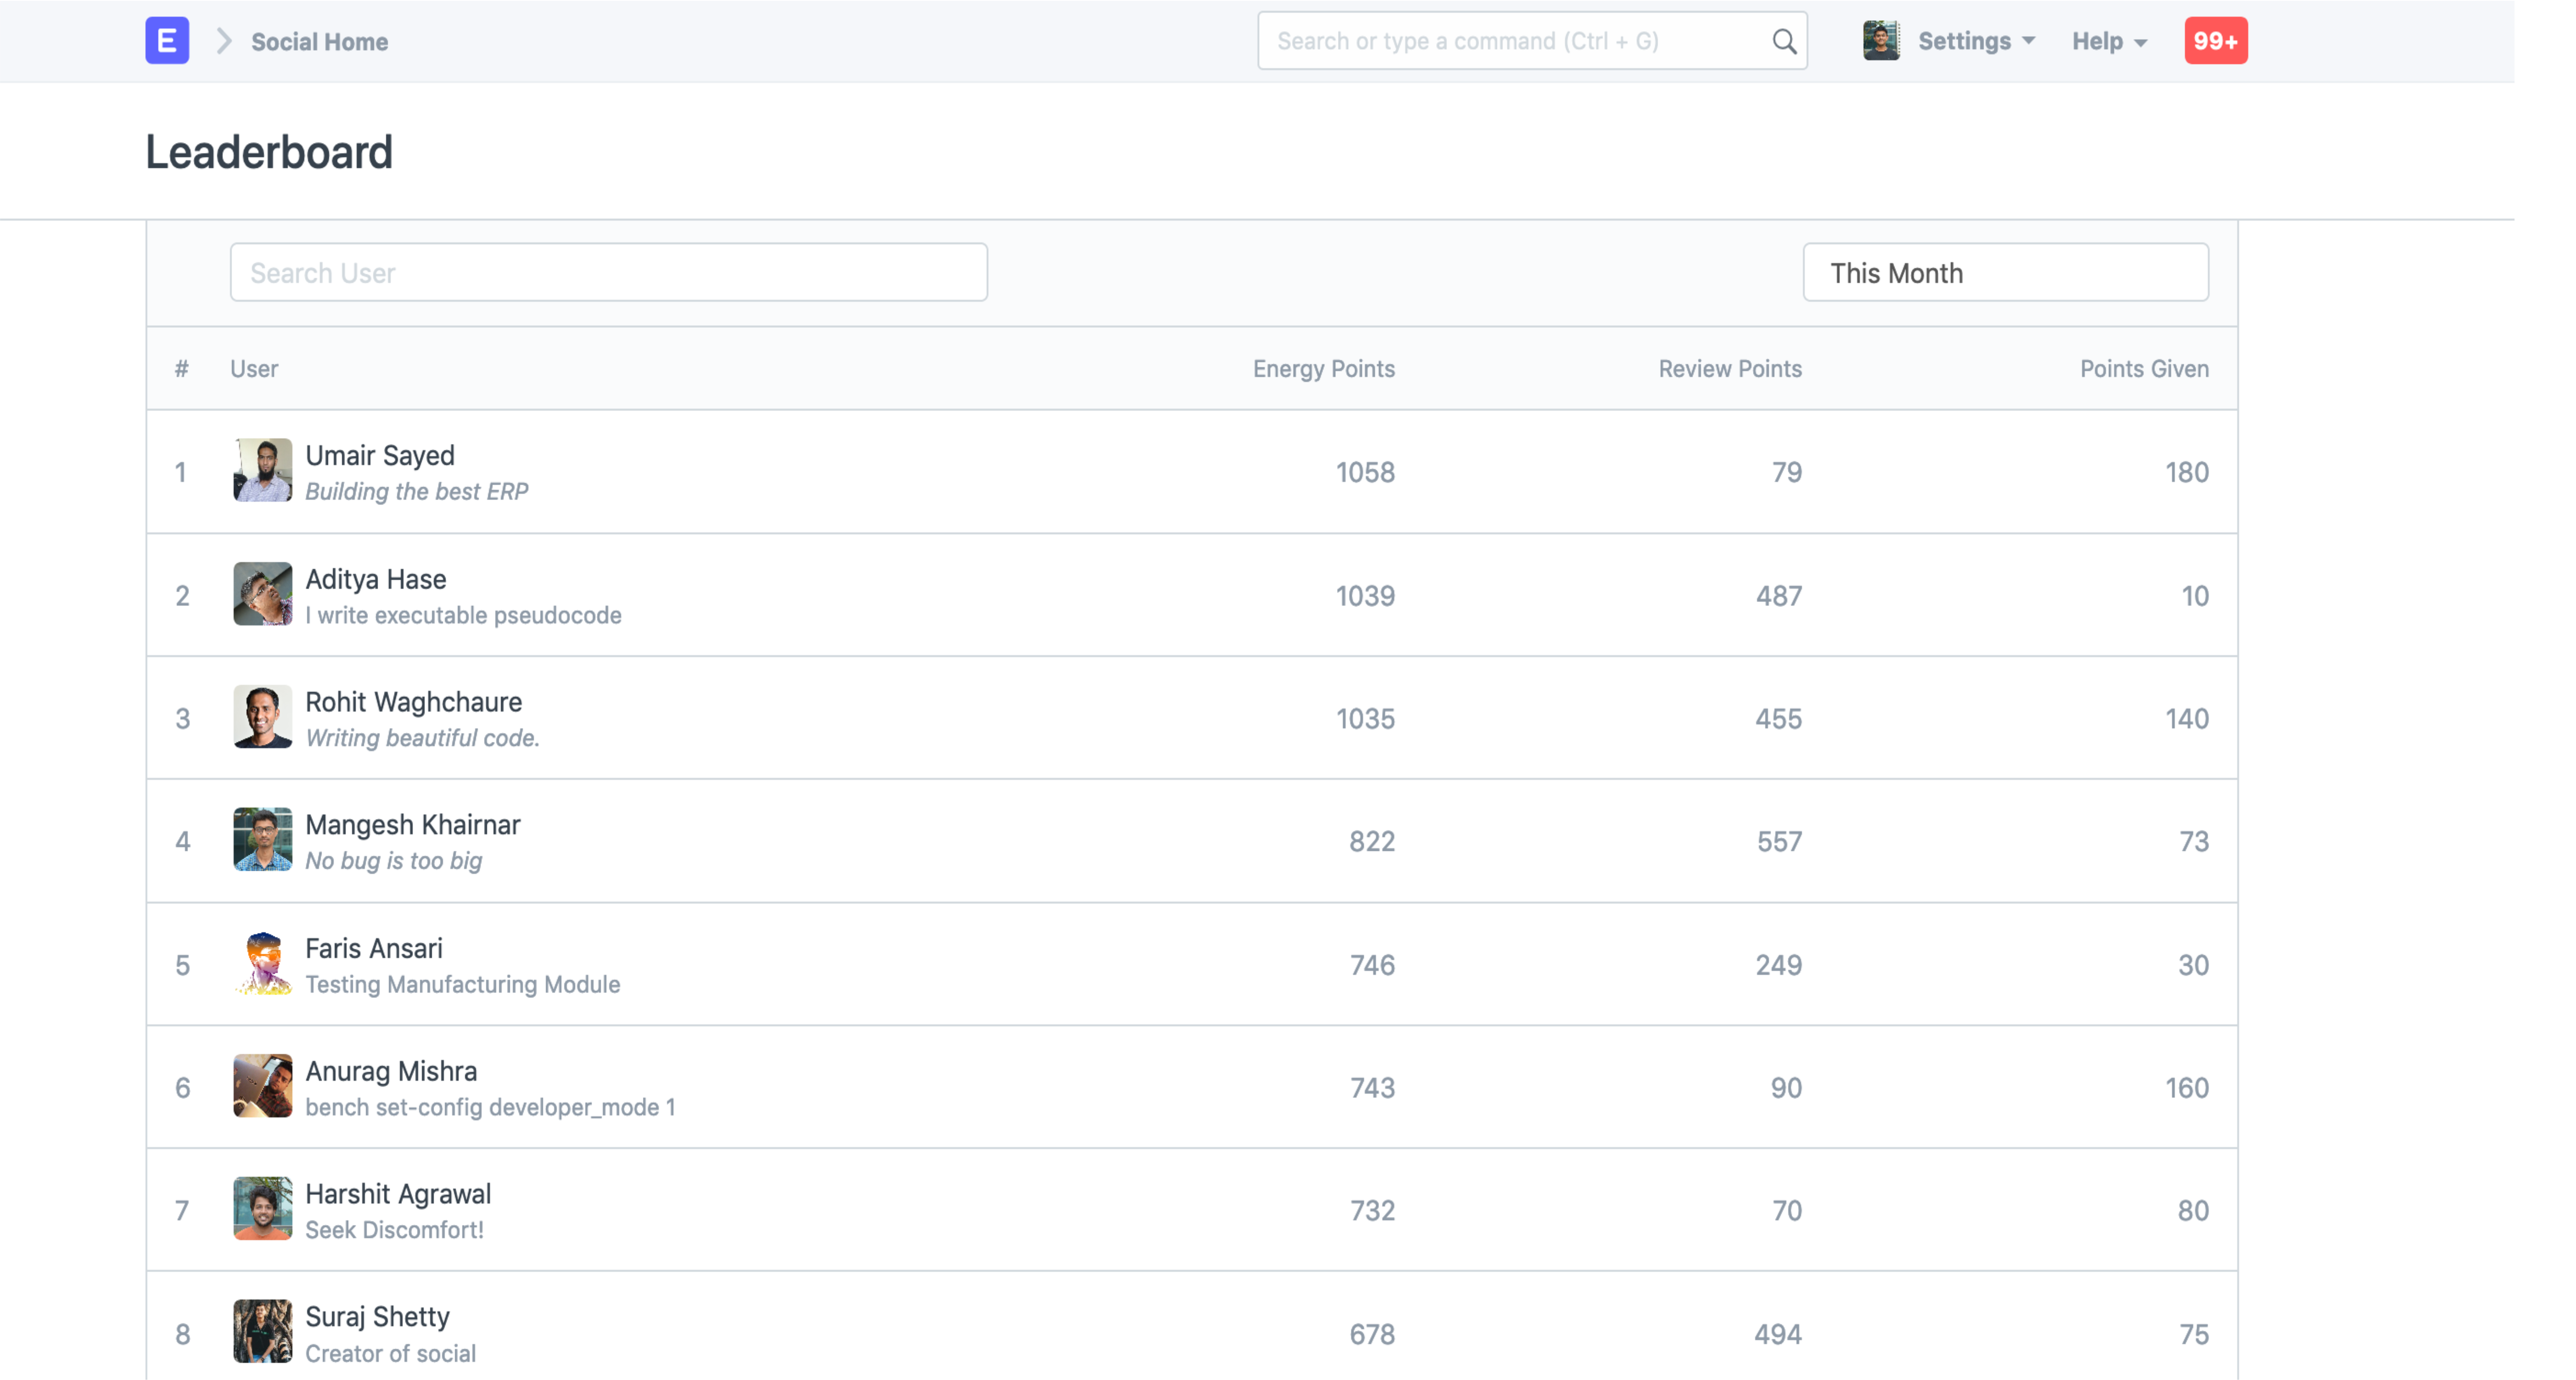 E Social Home Search or type a command (Ctrl + G) Settings Help 99+
Leaderboard
Search User This Month
# User Energy Points Review Points Points Given
Umair Sayed
1 1058 79 180
Building the best ERP
Aditya Hase
2 1039 487 10
I write executable pseudocode
Rohit Waghchaure
3 1035 455 140
Writing beautiful code.
Mangesh Khairnar
4 822 557 73
No bug is too big
Faris Ansari
5 746 249 30
Testing Manufacturing Module
Anurag Mishra
6 743 90 160
bench set-config developer_mode 1
Harshit Agrawal
7 732 70 80
Seek Discomfort!
Suraj Shetty
8 678 494 75
Creator of social